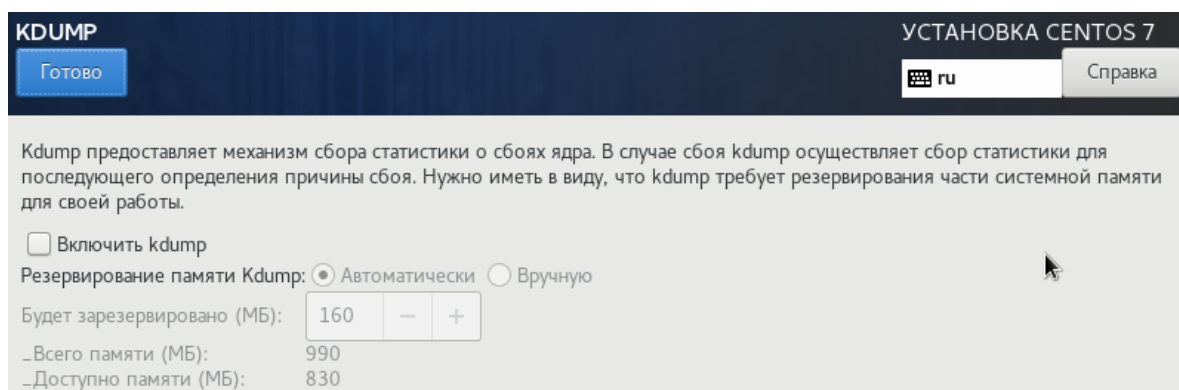 KDUMP
УСТАНОВКА CENTOS 7
Готово
ru
Справка
Kdump предоставляет механизм сбора статистики о сбоях ядра. В случае сбоя kdump осуществляет сбор статистики для
последующего определения причины сбоя. Нужно иметь в виду, что kdump требует резервирования части системной памяти
для своей работы.
Включить kdump
Резервирование памяти Kdump: Автоматически Вручную
Будет зарезервировано (МБ): 160 − +
_Всего памяти (МБ): 990
_Доступно памяти (МБ): 830